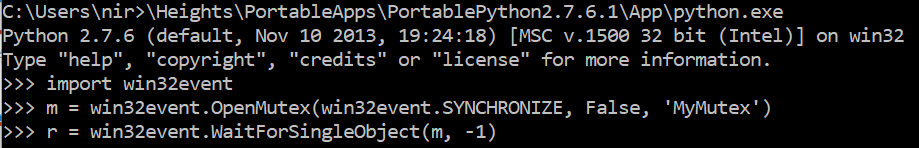 C:\Users\nir>\Heights\PortableApps\PortablePython2.7.6.1\App\python.exe
Python 2.7.6 (default, Nov 10 2013, 19:24:18) [MSC v.1500 32 bit (Intel)] on win32
Type "help", "copyright", "credits" or "license" for more information.
>>> import win32event
>>> m = win32event.OpenMutex(win32event.SYNCHRONIZE, False, 'MyMutex')
>>> r = win32event.WaitForSingleObject(m, -1)